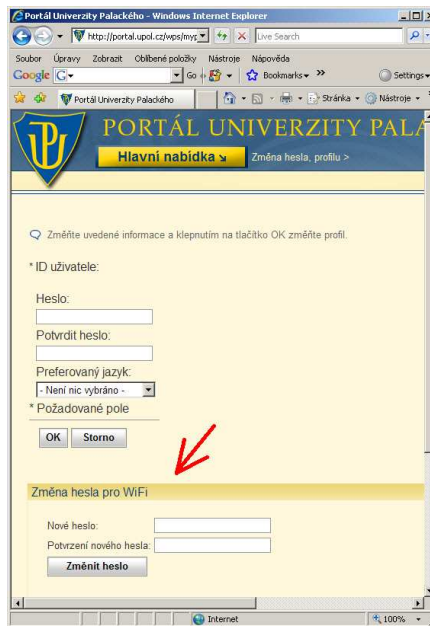 Portál Univerzity Palackého - Windows Internet Explorer
http://portal.upol.cz/wps/myp
Live Search
Soubor Úpravy Zobrazit Oblíbené položky Nástroje Nápověda
Google G Go Bookmarks Settings
Portál Univerzity Palackého Stránka Nástroje
PORTÁL UNIVERZITY PALA
Hlavní nabídka Změna hesla, profilu >
Změňte uvedené informace a klepnutím na tlačítko OK změňte profil.
* ID uživatele:
Heslo:
Potvrdit heslo:
Preferovaný jazyk:
- Není nic vybráno -
* Požadované pole
OK Storno
Změna hesla pro WiFi
Nové heslo:
Potvrzení nového hesla:
Změnit heslo
Internet 100%